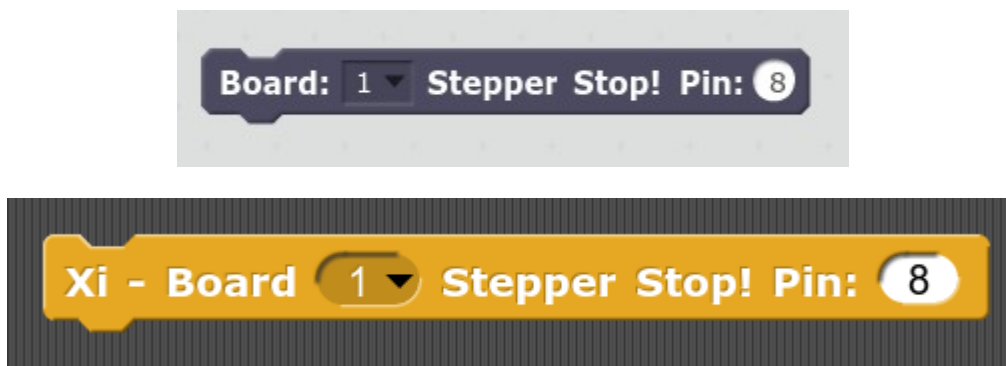 Board: 1 Stepper Stop! Pin: 8
Xi - Board 1 Stepper Stop! Pin: 8